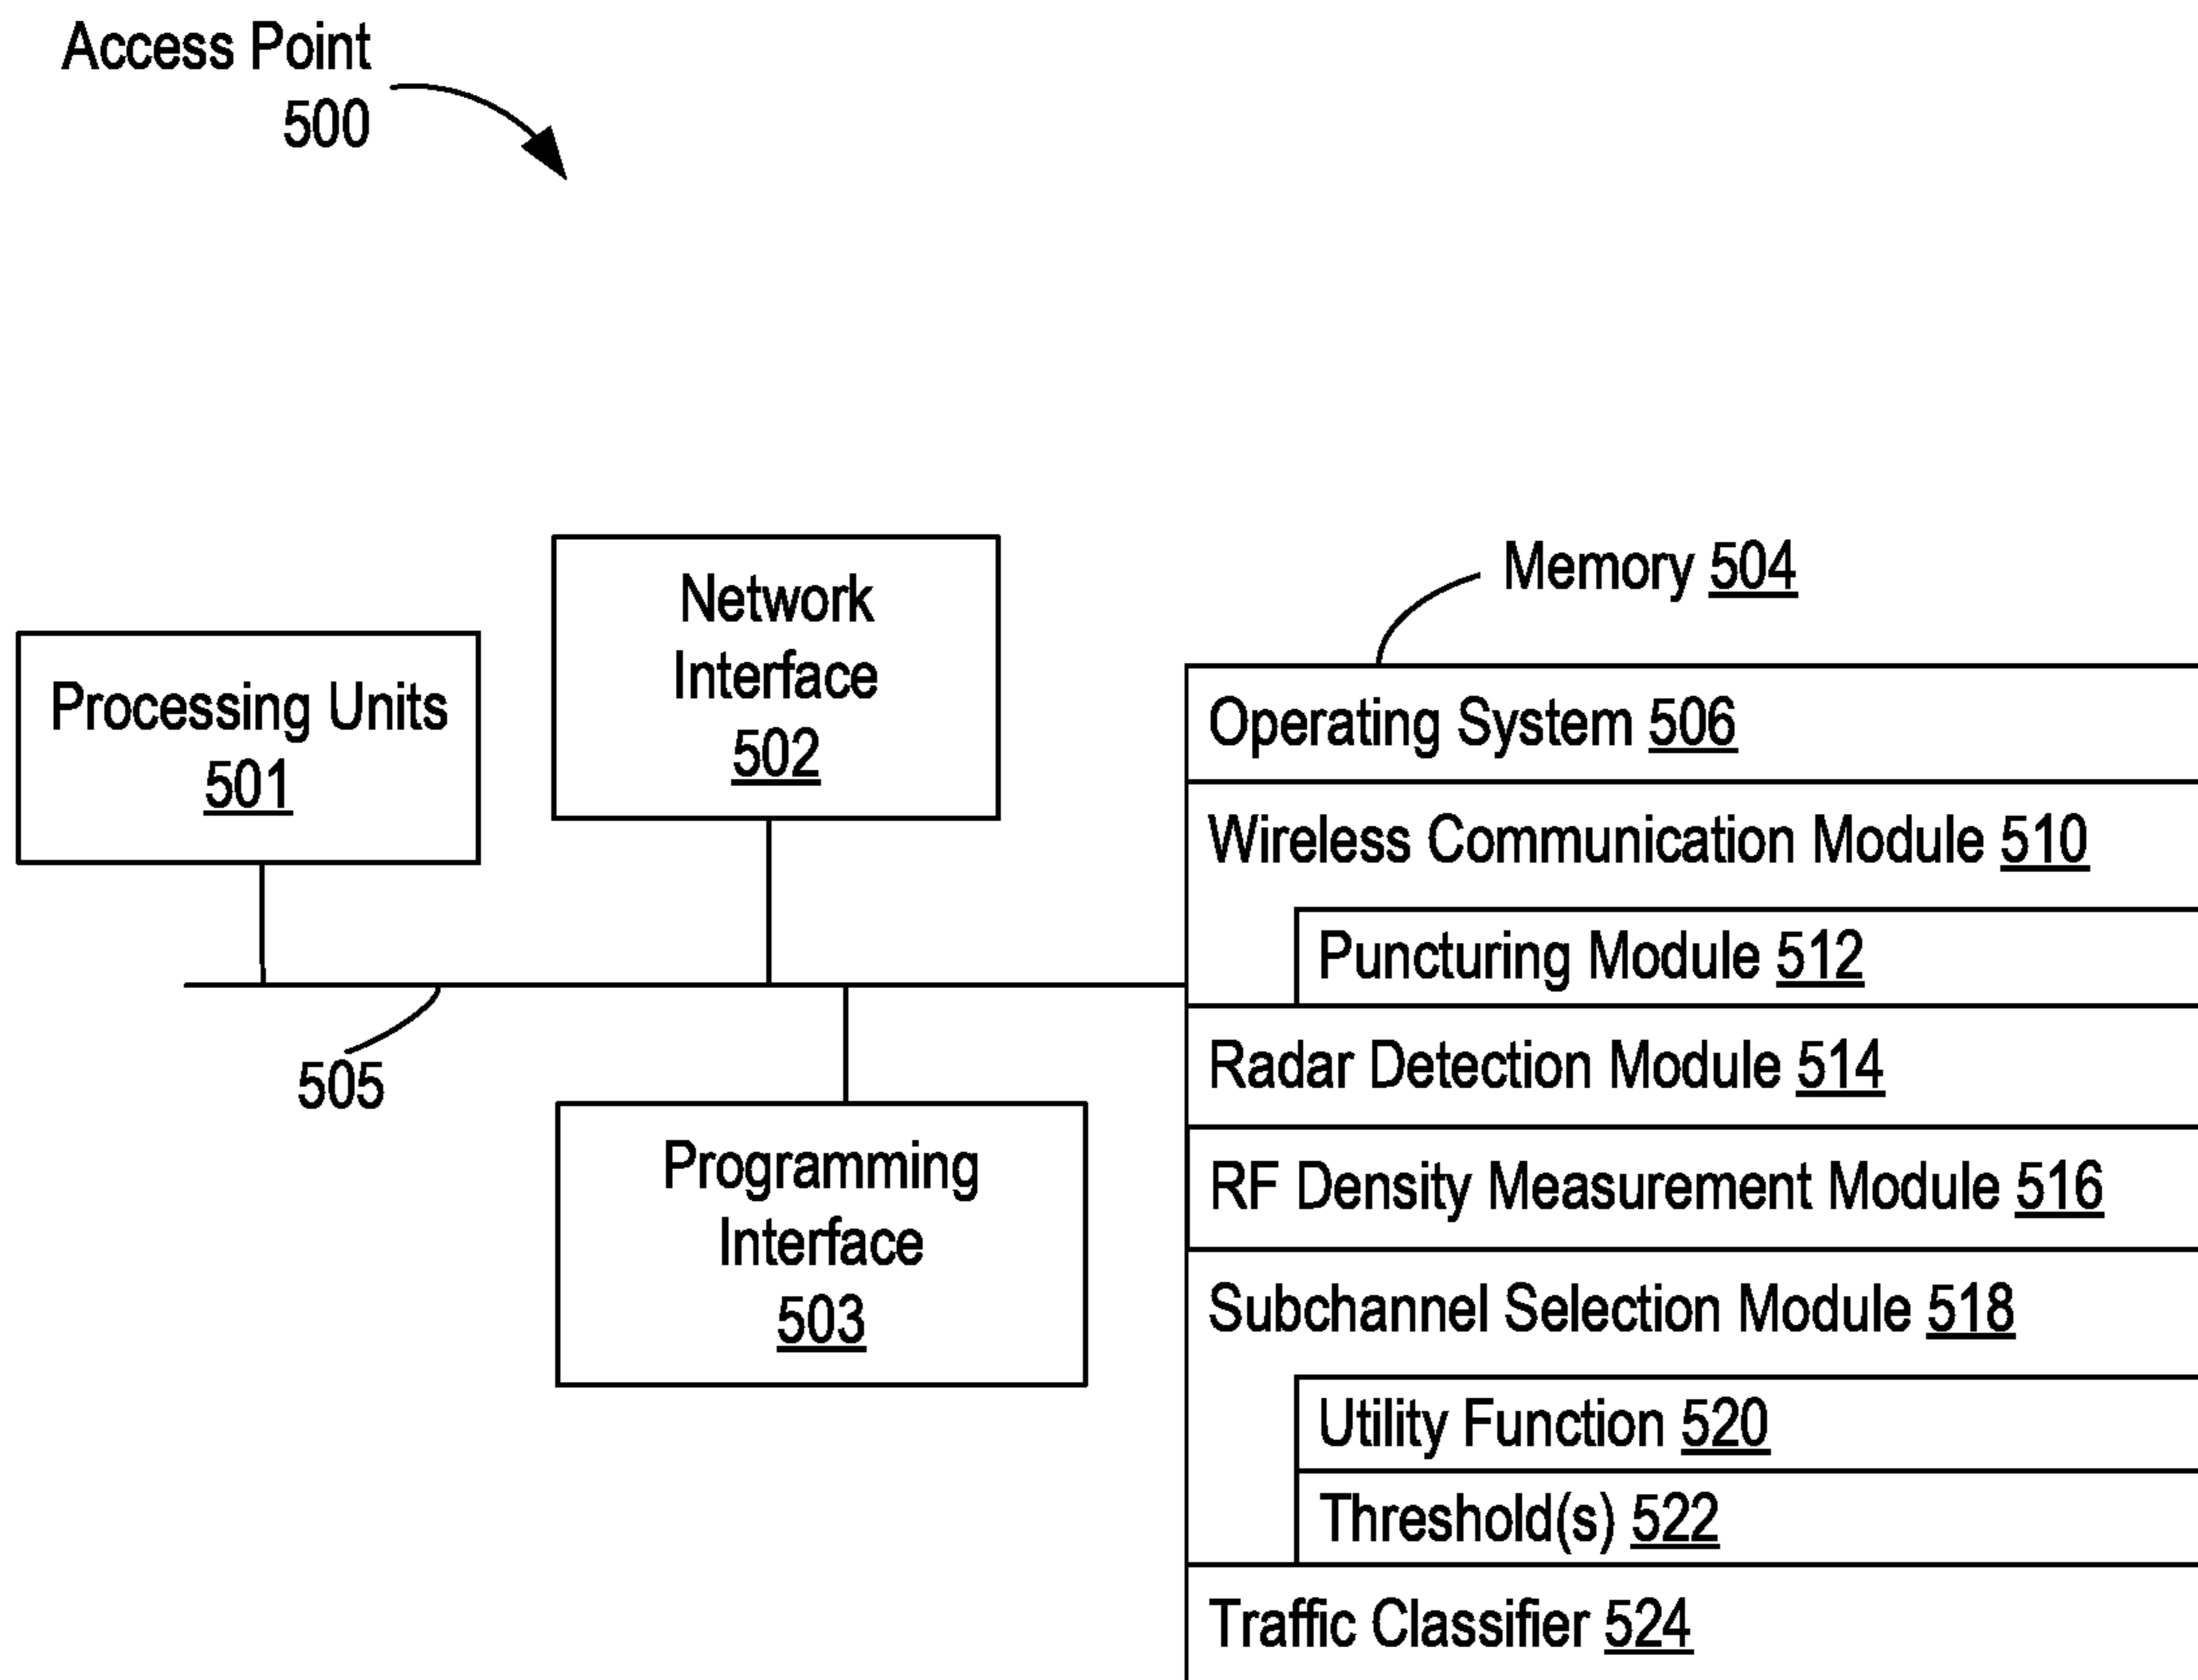 Access Point
500
Memory 504
Network
Interface
502
Processing Units
501
Operating System 506
Wireless Communication Module 510
Puncturing Module 512
505
Radar Detection Module 514
Programming
Interface
503
RF Density Measurement Module 516
Subchannel Selection Module 518
Utility Function 520
Threshold(s) 522
Traffic Classifier 524